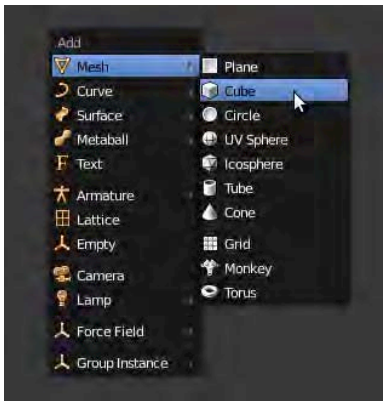 Add
Mesh
Curve
Surface
Metaball
Text
Armature
Lattice
Empty
Camera
Lamp
Force Field
Group Instance
Plane
Cube
Circle
UV Sphere
Icosphere
Tube
Cone
Grid
Monkey
Torus